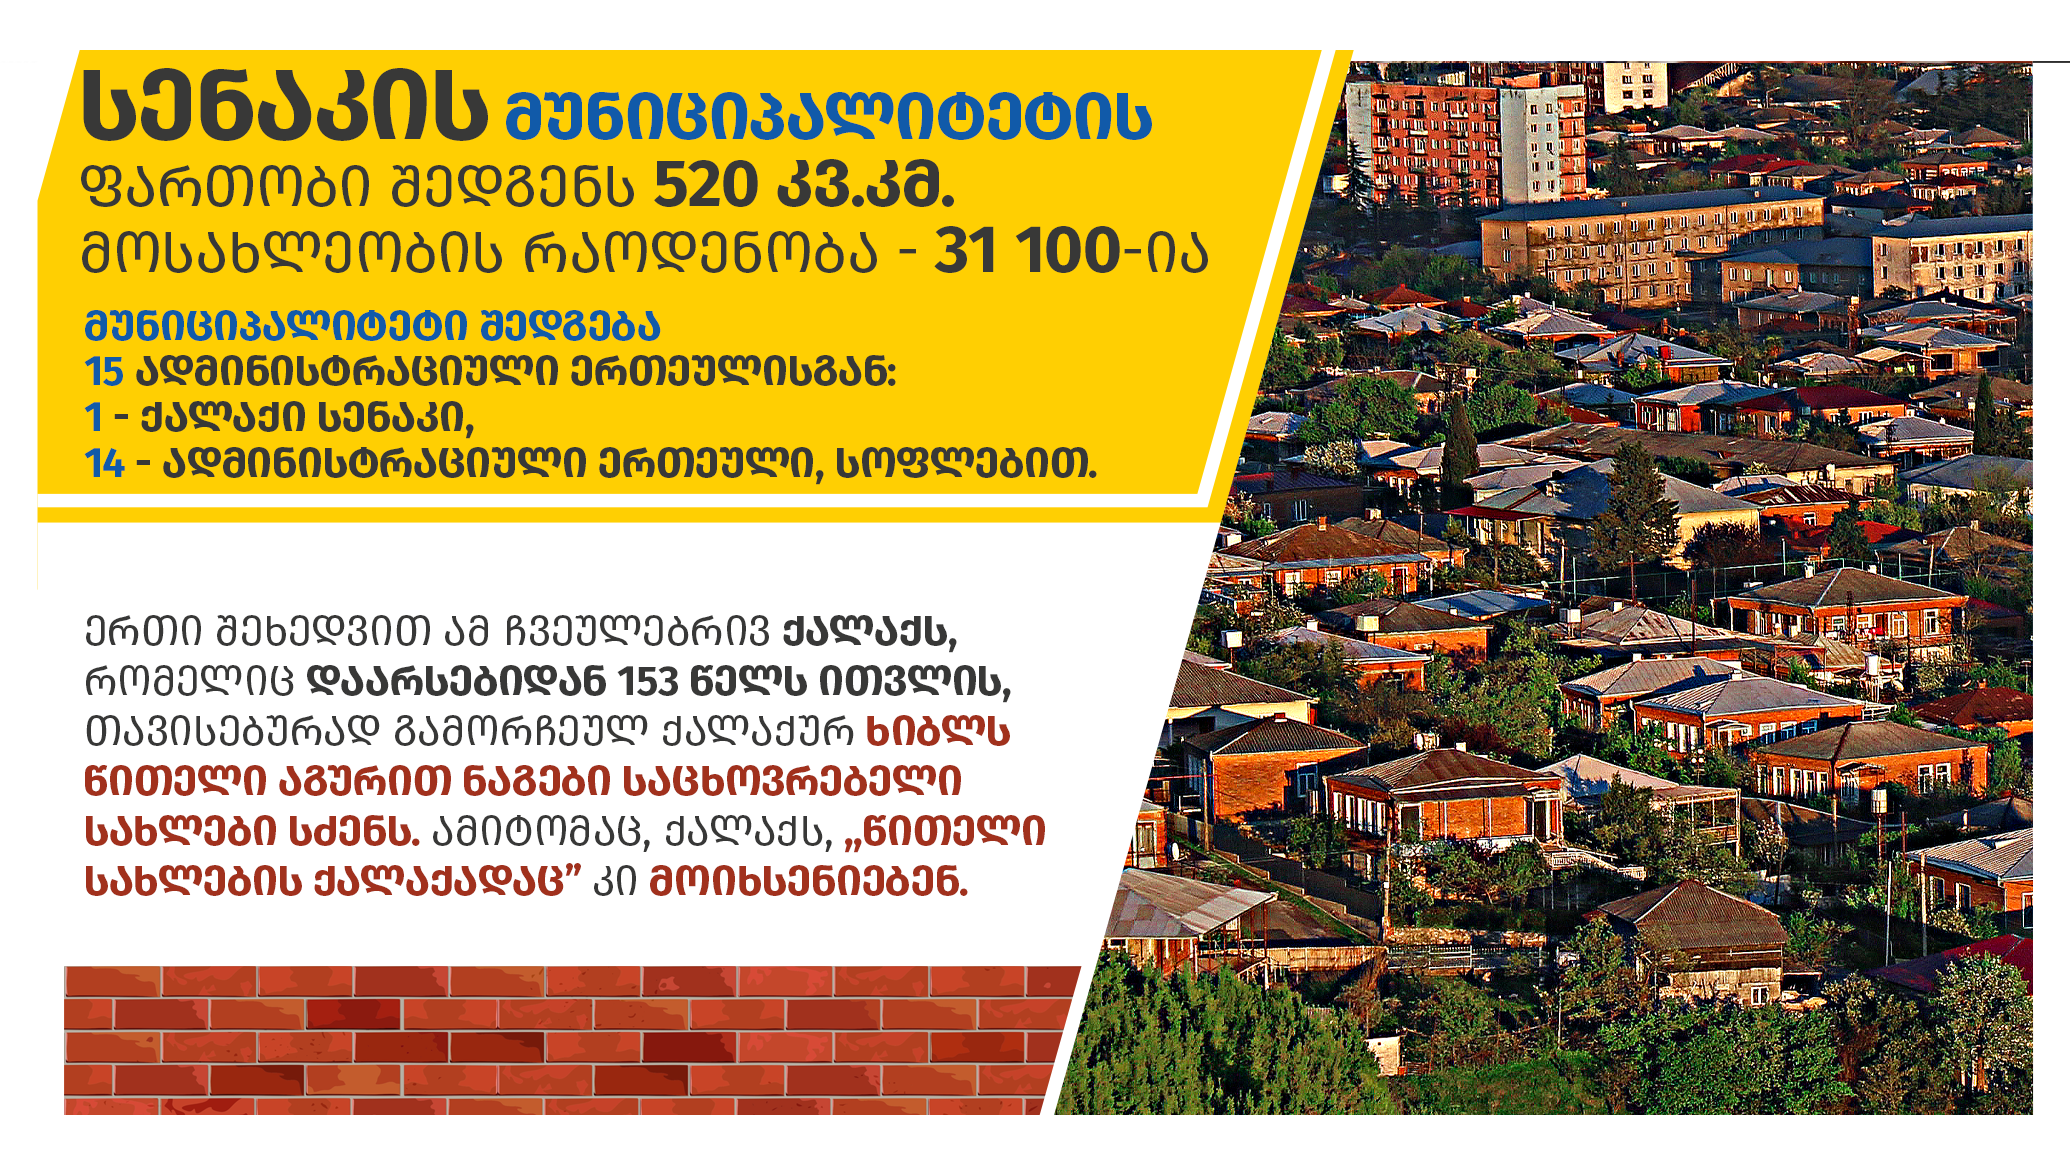 სენაკის მუნიციპალიტეტის
ფართობი შედგენს 520 კვ.კმ.
მოსახლეობის რაოდენობა - 31 100-ია
მუნიციპალიტეტი შედგება
15 ადმინისტრაციული ერთეულისგან:
1 - ქალაქი სენაკი,
14 - ადმინისტრაციული ერთეული, სოფლებით.
ერთი შეხედვით ამ ჩვეულებრივ ქალაქს,
რომელიც დაარსებიდან 153 წელს ითვლის,
თავისებურად გამორჩეულ ქალაქურ ხიბლს
წითელი აგურით ნაგები საცხოვრებელი
სახლები სძენს. ამიტომაც, ქალაქს, „წითელი
სახლების ქალაქადაც” კი მოიხსენიებენ.